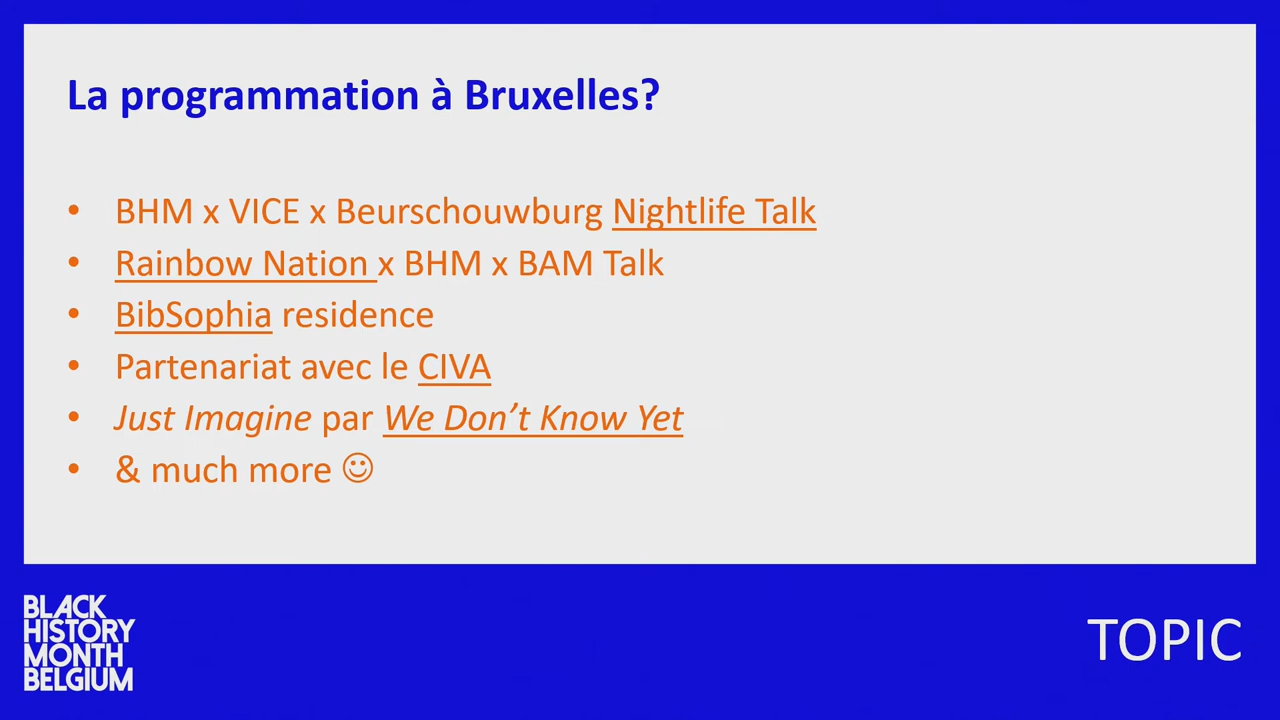 La programmation à Bruxelles?
• BHM x VICE x Beurschouwburg Nightlife Talk
• Rainbow Nation x BHM x BAM Talk
• BibSophia residence
• Partenariat avec le CIVA
• Just Imagine par We Don’t Know Yet
• & much more ☺
BLACK
HISTORY
MONTH
BELGIUM
TOPIC